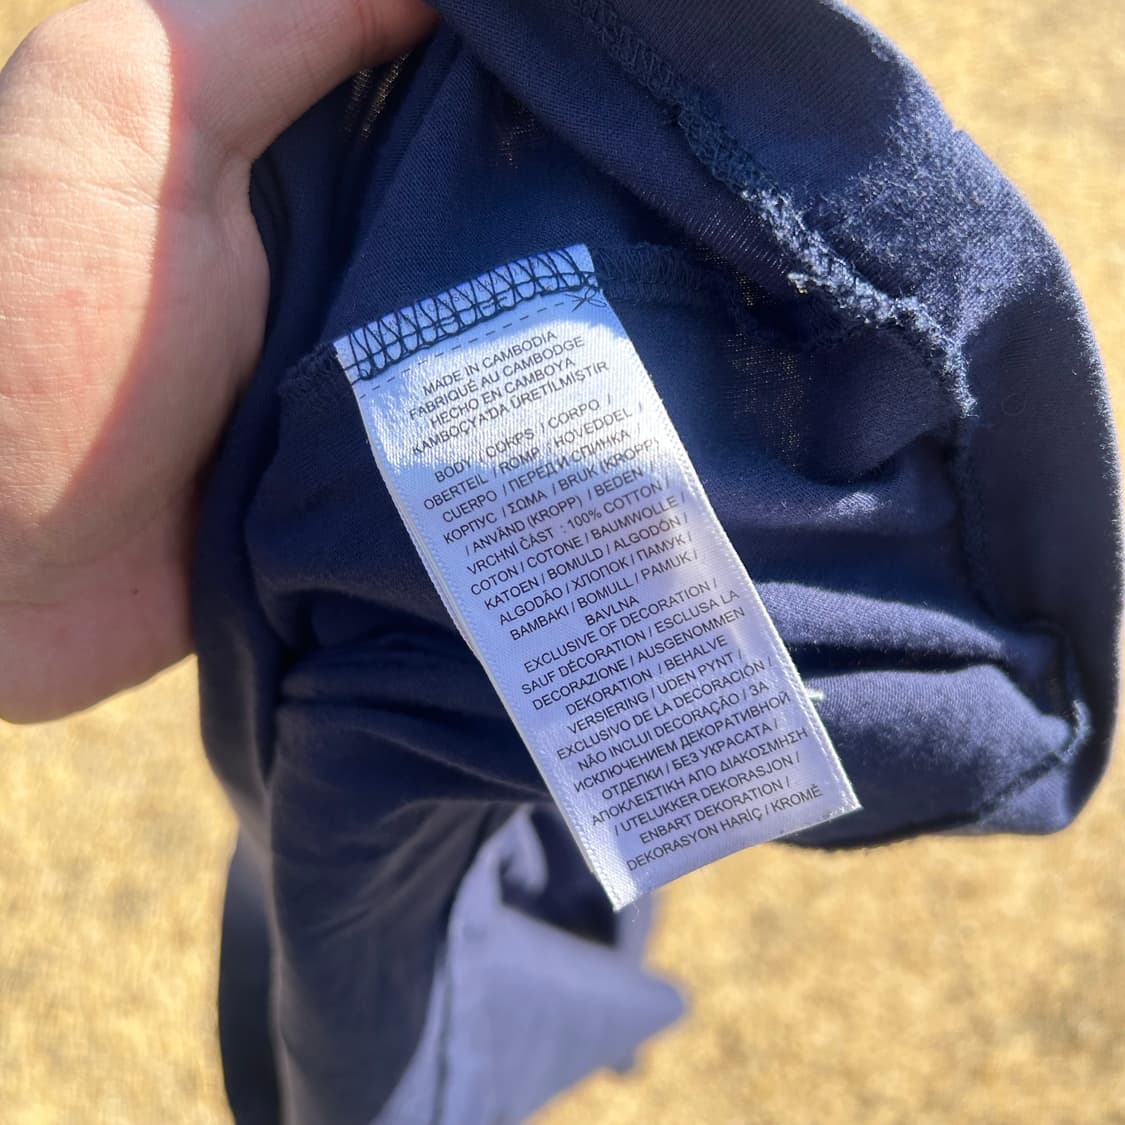 MADE IN CAMBODIA
FABRIQUÉ AU CAMBODGE
HECHO EN CAMBOYA
KAMBOÇYA'DA ÜRETİLMİŞTİR
BODY / CORPS / CORPO /
OBERTEIL / ROMP / HOVEDDEL /
CUERPO / ПЕРЕД И СПИНКА /
КОРПУС / ΣΩΜΑ / BRUK (KROPP)
/ ANVÄND (KROPP) / BEDEN
VRCHNÍ ČÁST : 100% COTTON /
COTON / COTONE / BAUMWOLLE /
KATOEN / BOMULD / ALGODÓN /
ALGODÃO / ХЛОПОК / ПАМУК /
BAMBAKI / BOMULL / PAMUK /
BAVLNA
EXCLUSIVE OF DECORATION /
SAUF DÉCORATION / ESCLUSA LA
DECORAZIONE / AUSGENOMMEN
DEKORATION / BEHALVE
VERSIERING / UDEN PYNT /
EXCLUSIVO DE LA DECORACIÓN /
NÃO INCLUI DECORAÇÃO / ЗА
ИСКЛЮЧЕНИЕМ ДЕКОРАТИВНОЙ
ОТДЕЛКИ / БЕЗ УКРАСАТА /
ΑΠΟΚΛΕΙΣΤΙΚΗ ΑΠΟ ΔΙΑΚΟΣΜΗΣΗ
/ UTELUKKER DEKORASJON /
ENBART DEKORATION /
DEKORASYON HARİÇ / KROMĚ